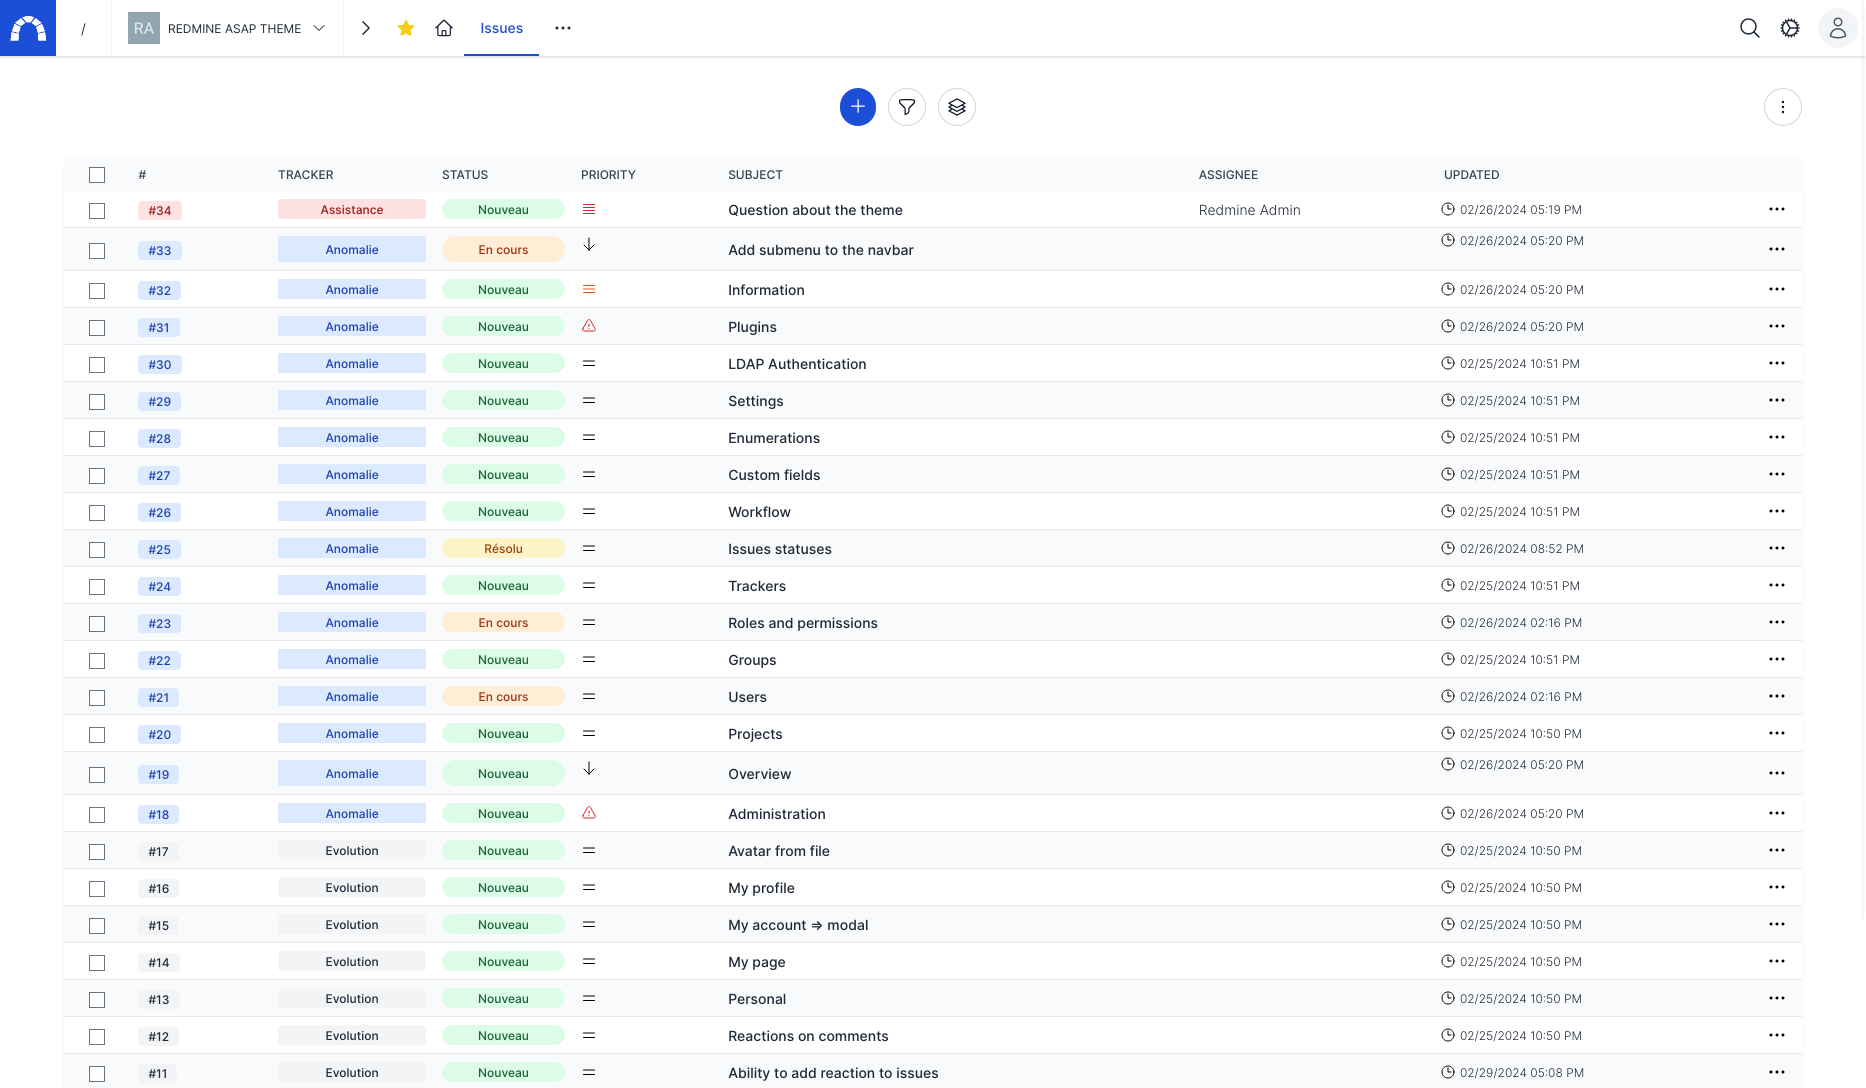 / RA REDMINE ASAP THEME Issues
# TRACKER STATUS PRIORITY SUBJECT ASSIGNEE UPDATED
#34 Assistance Nouveau Question about the theme Redmine Admin 02/26/2024 05:19 PM
#33 Anomalie En cours Add submenu to the navbar 02/26/2024 05:20 PM
#32 Anomalie Nouveau Information 02/26/2024 05:20 PM
#31 Anomalie Nouveau Plugins 02/26/2024 05:20 PM
#30 Anomalie Nouveau LDAP Authentication 02/25/2024 10:51 PM
#29 Anomalie Nouveau Settings 02/25/2024 10:51 PM
#28 Anomalie Nouveau Enumerations 02/25/2024 10:51 PM
#27 Anomalie Nouveau Custom fields 02/25/2024 10:51 PM
#26 Anomalie Nouveau Workflow 02/25/2024 10:51 PM
#25 Anomalie Résolu Issues statuses 02/26/2024 08:52 PM
#24 Anomalie Nouveau Trackers 02/25/2024 10:51 PM
#23 Anomalie En cours Roles and permissions 02/26/2024 02:16 PM
#22 Anomalie Nouveau Groups 02/25/2024 10:51 PM
#21 Anomalie En cours Users 02/26/2024 02:16 PM
#20 Anomalie Nouveau Projects 02/25/2024 10:50 PM
#19 Anomalie Nouveau Overview 02/26/2024 05:20 PM
#18 Anomalie Nouveau Administration 02/26/2024 05:20 PM
#17 Evolution Nouveau Avatar from file 02/25/2024 10:50 PM
#16 Evolution Nouveau My profile 02/25/2024 10:50 PM
#15 Evolution Nouveau My account => modal 02/25/2024 10:50 PM
#14 Evolution Nouveau My page 02/25/2024 10:50 PM
#13 Evolution Nouveau Personal 02/25/2024 10:50 PM
#12 Evolution Nouveau Reactions on comments 02/25/2024 10:50 PM
#11 Evolution Nouveau Ability to add reaction to issues 02/29/2024 05:08 PM